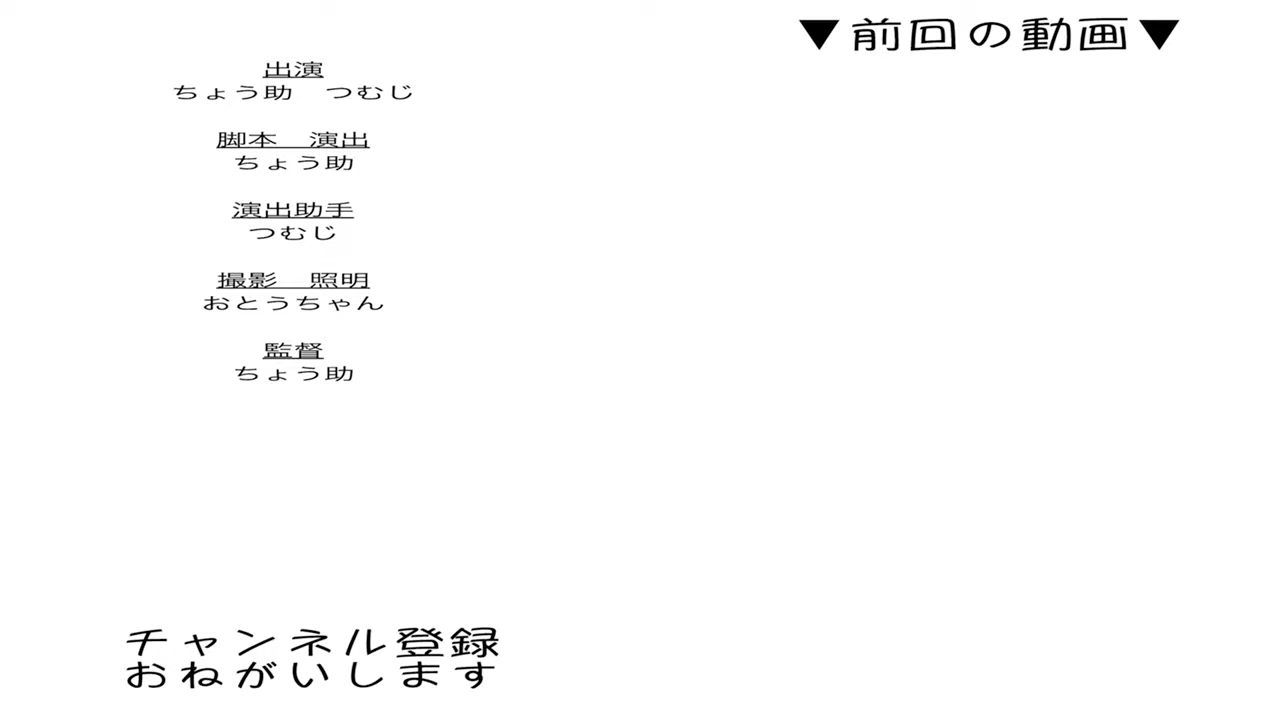 ▼前回の動画▼
出演
ちょう助　つむじ
脚本　演出
ちょう助
演出助手
つむじ
撮影　照明
おとうちゃん
監督
ちょう助
チャンネル登録
おねがいします